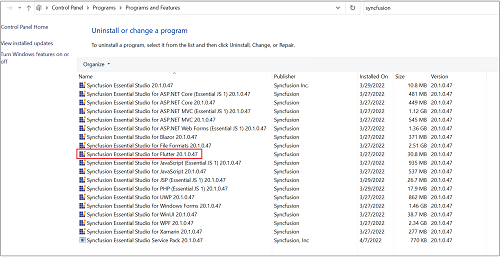 Control Panel > Programs > Programs and Features
syncfusion
Control Panel Home
View installed updates
Turn Windows features on or off
Uninstall or change a program
To uninstall a program, select it from the list and then click Uninstall, Change, or Repair.
Organize
Name Publisher Installed On Size Version
Syncfusion Essential Studio 20.1.0.47 Syncfusion Inc. 3/29/2022 10.8 MB 20.1.0.47
Syncfusion Essential Studio for ASP.NET Core (Essential JS 1) 20.1.0.47 Syncfusion 3/27/2022 481 MB 20.1.0.47
Syncfusion Essential Studio for ASP.NET Core 20.1.0.47 Syncfusion 3/27/2022 449 MB 20.1.0.47
Syncfusion Essential Studio for ASP.NET MVC (Essential JS 1) 20.1.0.47 Syncfusion 3/27/2022 1.12 GB 20.1.0.47
Syncfusion Essential Studio for ASP.NET MVC 20.1.0.47 Syncfusion 3/27/2022 545 MB 20.1.0.47
Syncfusion Essential Studio for ASP.NET Web Forms (Essential JS 1) 20.1.0.47 Syncfusion 3/27/2022 1.36 GB 20.1.0.47
Syncfusion Essential Studio for Blazor 20.1.0.47 Syncfusion 3/27/2022 371 MB 20.1.0.47
Syncfusion Essential Studio for File Formats 20.1.0.47 Syncfusion 3/27/2022 2.51 GB 20.1.0.47
Syncfusion Essential Studio for Flutter 20.1.0.47 Syncfusion 3/27/2022 30.8 MB 20.1.0.47
Syncfusion Essential Studio for JavaScript (Essential JS 1) 20.1.0.47 Syncfusion 3/27/2022 935 MB 20.1.0.47
Syncfusion Essential Studio for JavaScript 20.1.0.47 Syncfusion 3/27/2022 537 MB 20.1.0.47
Syncfusion Essential Studio for JSP (Essential JS 1) 20.1.0.47 Syncfusion 3/29/2022 26.7 MB 20.1.0.47
Syncfusion Essential Studio for PHP (Essential JS 1) 20.1.0.47 Syncfusion 3/29/2022 17.9 MB 20.1.0.47
Syncfusion Essential Studio for UWP 20.1.0.47 Syncfusion 3/27/2022 862 MB 20.1.0.47
Syncfusion Essential Studio for Windows Forms 20.1.0.47 Syncfusion 3/27/2022 1.46 GB 20.1.0.47
Syncfusion Essential Studio for WinUI 20.1.0.47 Syncfusion 3/27/2022 38.7 MB 20.1.0.47
Syncfusion Essential Studio for WPF 20.1.0.47 Syncfusion 3/27/2022 2.34 GB 20.1.0.47
Syncfusion Essential Studio for Xamarin 20.1.0.47 Syncfusion 3/27/2022 277 MB 20.1.0.47
Syncfusion Essential Studio Service Pack 20.1.0.47 Syncfusion, Inc 4/7/2022 770 KB 20.1.0.47